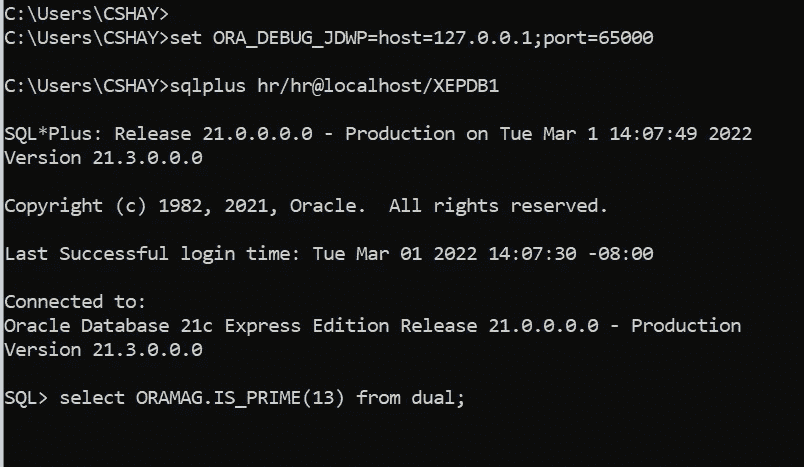 C:\Users\CSHAY>
C:\Users\CSHAY>set ORA_DEBUG_JDWP=host=127.0.0.1;port=65000
C:\Users\CSHAY>sqlplus hr/hr@localhost/XEPDB1
SQL*Plus: Release 21.0.0.0.0 - Production on Tue Mar 1 14:07:49 2022
Version 21.3.0.0.0
Copyright (c) 1982, 2021, Oracle.  All rights reserved.
Last Successful login time: Tue Mar 01 2022 14:07:30 -08:00
Connected to:
Oracle Database 21c Express Edition Release 21.0.0.0.0 - Production
Version 21.3.0.0.0
SQL> select ORAMAG.IS_PRIME(13) from dual;